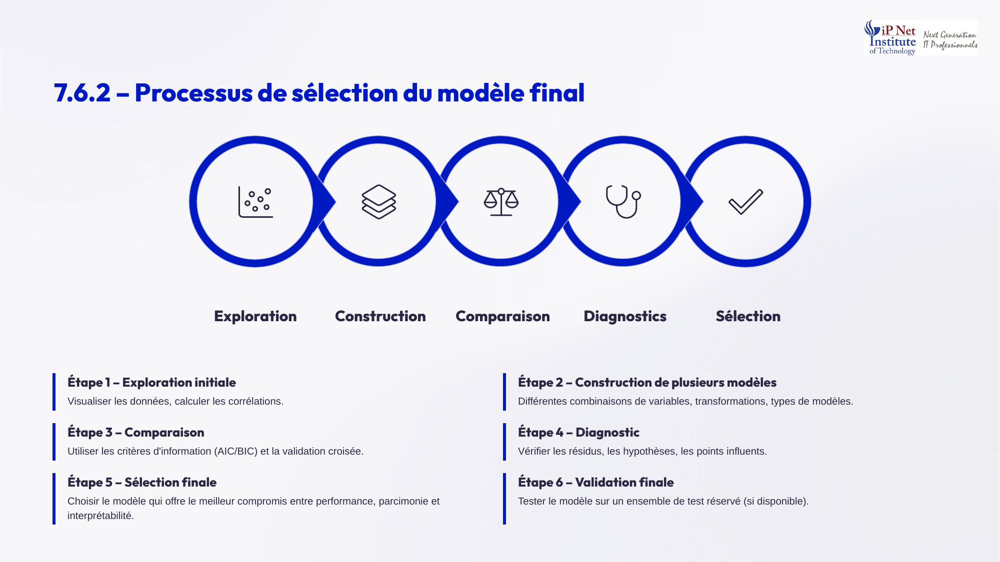 iP Net
Institute
of Technology
Next Generation
IT Professionnels
7.6.2 – Processus de sélection du modèle final
Exploration
Construction
Comparaison
Diagnostics
Sélection
Étape 1 – Exploration initiale
Visualiser les données, calculer les corrélations.
Étape 2 – Construction de plusieurs modèles
Différentes combinaisons de variables, transformations, types de modèles.
Étape 3 – Comparaison
Utiliser les critères d'information (AIC/BIC) et la validation croisée.
Étape 4 – Diagnostic
Vérifier les résidus, les hypothèses, les points influents.
Étape 5 – Sélection finale
Choisir le modèle qui offre le meilleur compromis entre performance, parcimonie et
interprétabilité.
Étape 6 – Validation finale
Tester le modèle sur un ensemble de test réservé (si disponible).